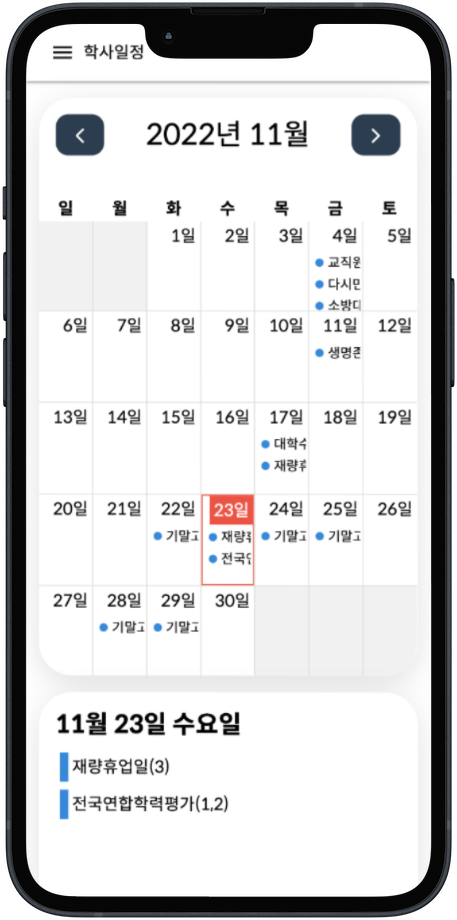 학사일정
2022년 11월
일 월 화 수 목 금 토
1일 2일 3일 4일 5일
교직원
다시민
소방대
6일 7일 8일 9일 10일 11일 12일
생명존
13일 14일 15일 16일 17일 18일 19일
대학수
재량휴
20일 21일 22일 23일 24일 25일 26일
기말고 재량휴 기말고 기말고
전국연
27일 28일 29일 30일
기말고 기말고
11월 23일 수요일
재량휴업일(3)
전국연합학력평가(1,2)